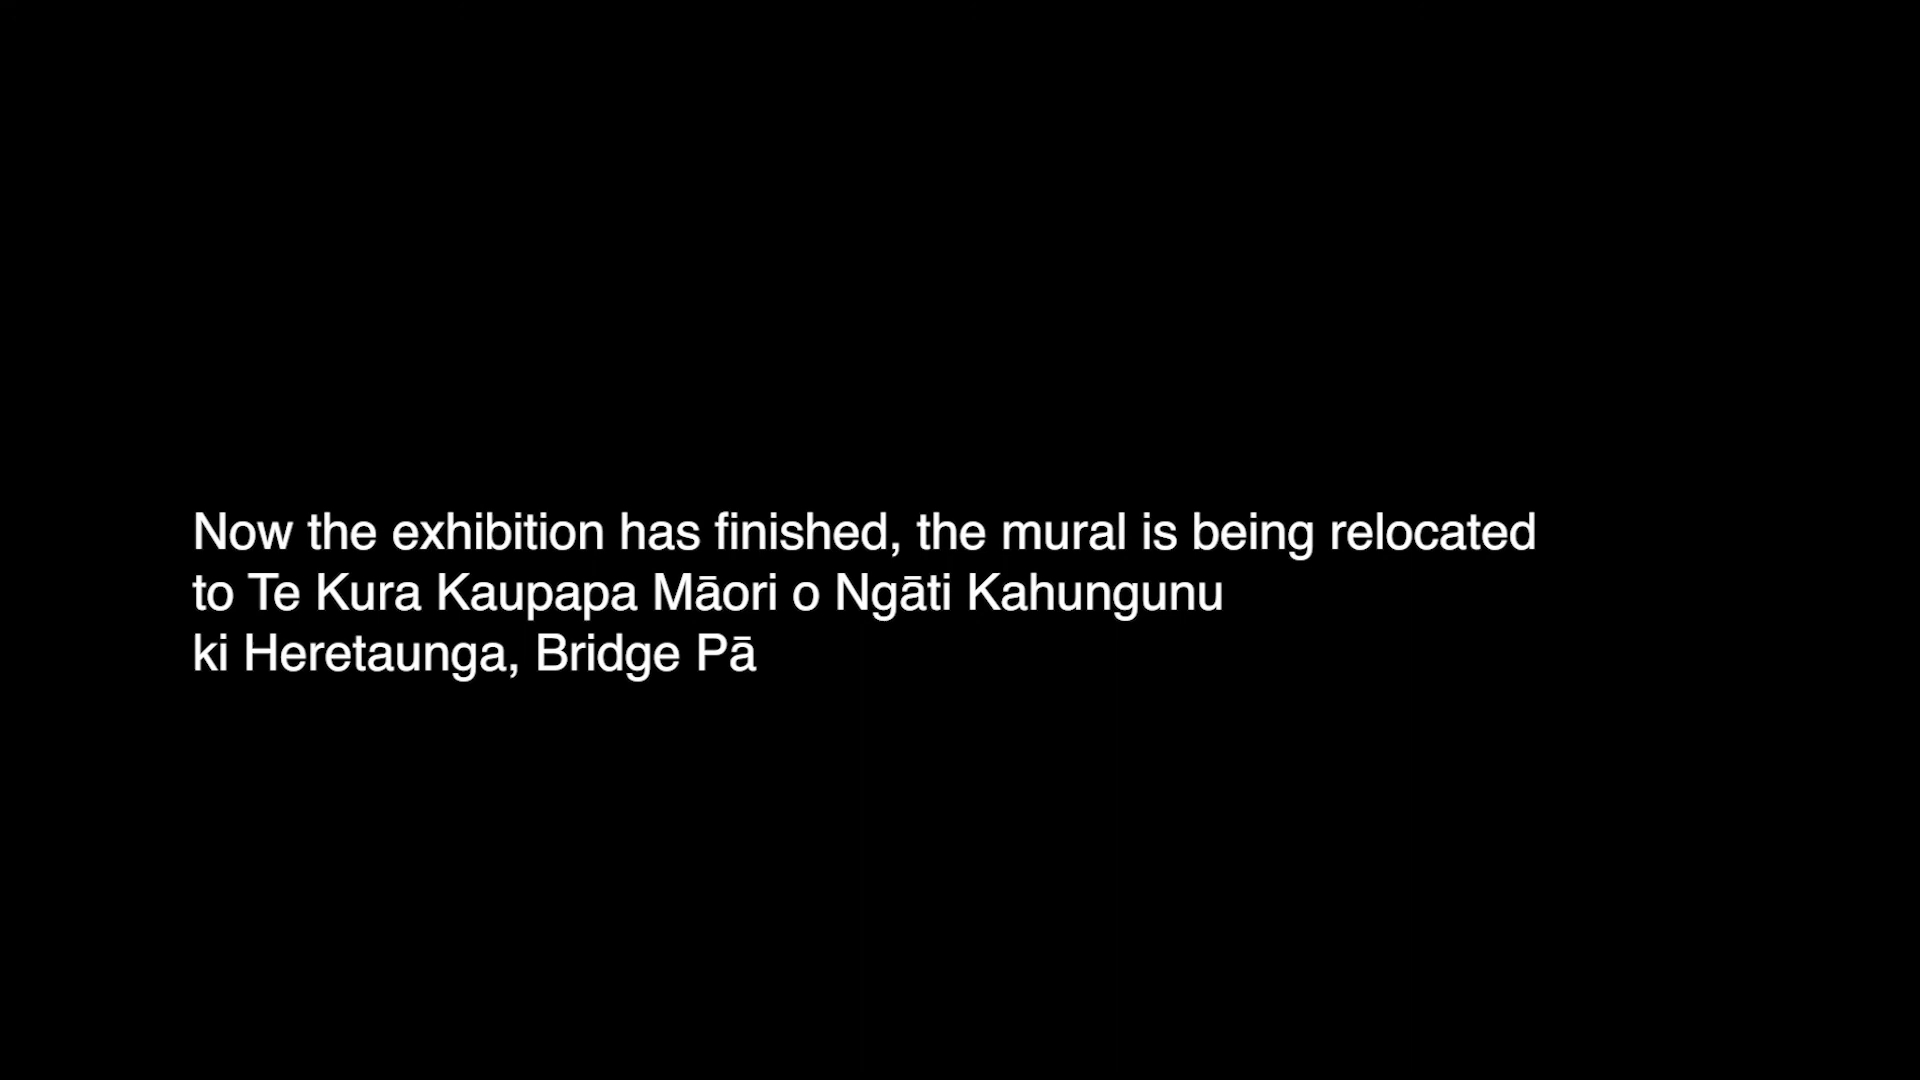 Now the exhibition has finished, the mural is being relocated
to Te Kura Kaupapa Māori o Ngāti Kahungunu
ki Heretaunga, Bridge Pā